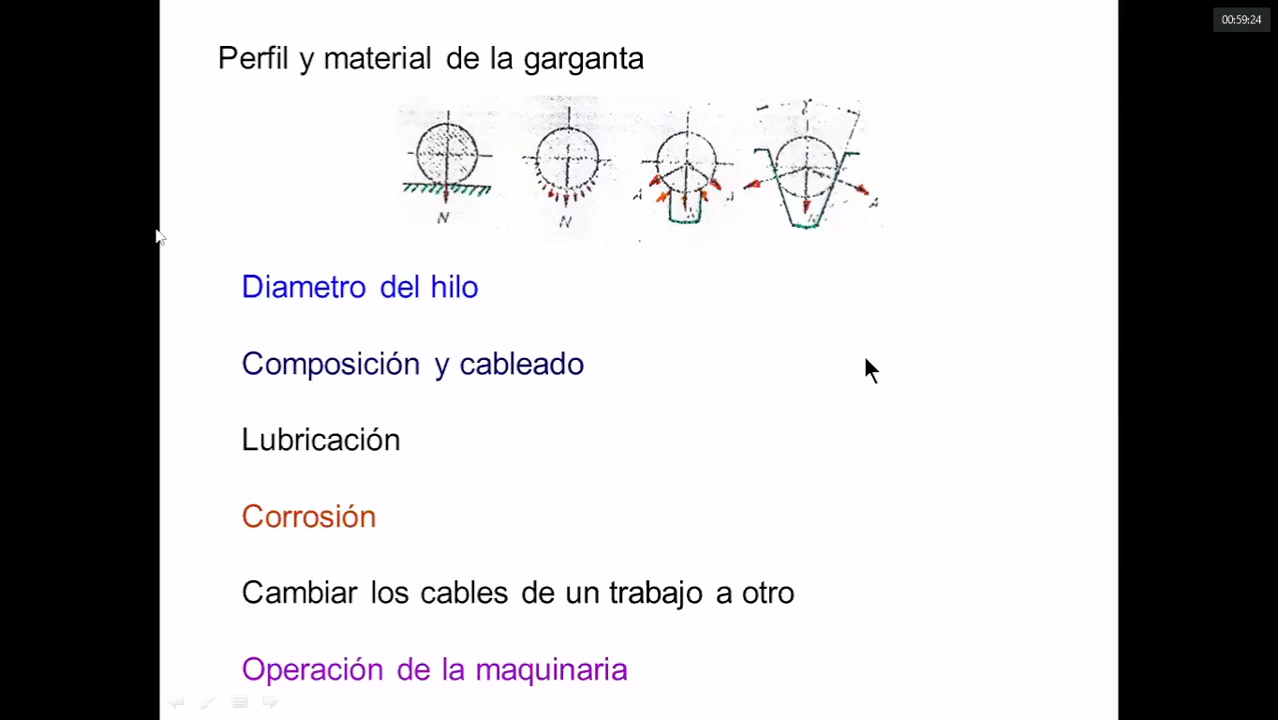 00:59:24
Perfil y material de la garganta
N
N
A
A
Diametro del hilo
Composición y cableado
Lubricación
Corrosión
Cambiar los cables de un trabajo a otro
Operación de la maquinaria